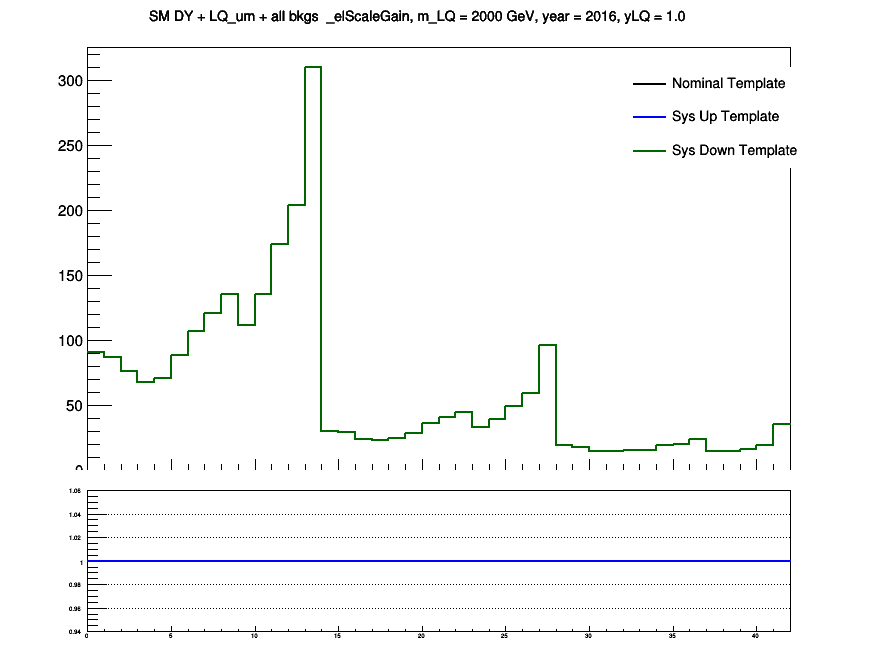 SM DY + LQ_um + all bkgs _elScaleGain, m_LQ = 2000 GeV, year = 2016, yLQ = 1.0
Nominal Template
Sys Up Template
Sys Down Template
300
250
200
150
100
50
0
1.06
1.04
1.02
1
0.98
0.96
0.94
0 5 10 15 20 25 30 35 40